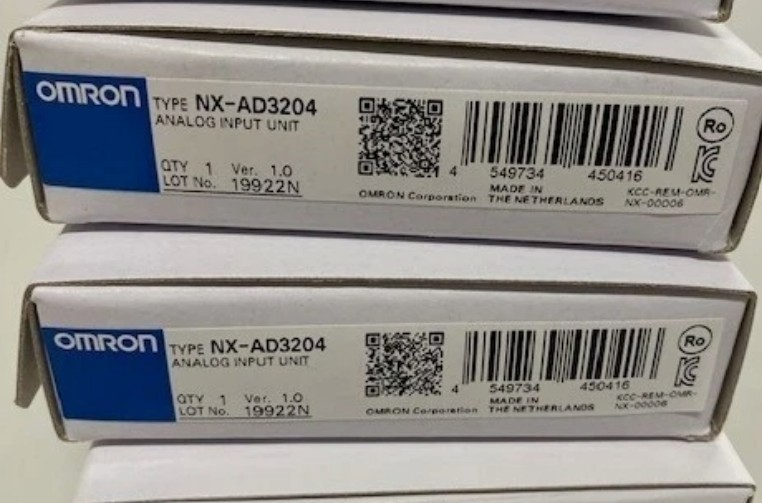 OMRON
TYPE NX-AD3204
ANALOG INPUT UNIT
QTY 1 Ver. 1.0
LOT No. 19922N
4 549734 450416
OMRON Corporation
MADE IN
THE NETHERLANDS
Ro
KCC-REM-OMR-
NX-00006
OMRON
TYPE NX-AD3204
ANALOG INPUT UNIT
QTY 1 Ver. 1.0
LOT No. 19922N
4 549734 450416
OMRON Corporation
MADE IN
THE NETHERLANDS
Ro
KCC-REM-OMR-
NX-00006